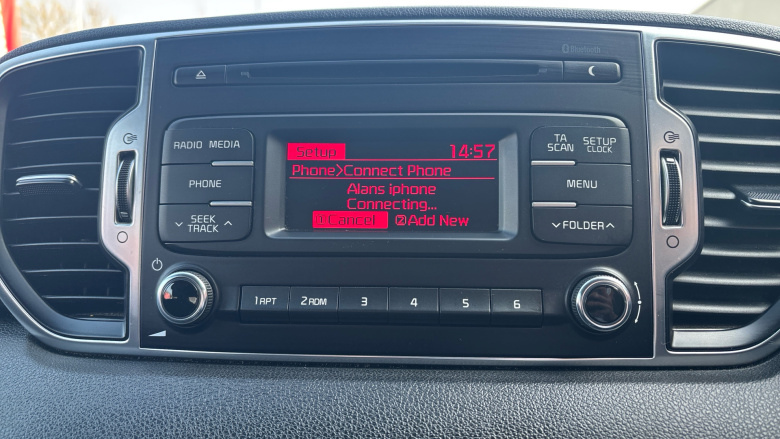 Bluetooth
RADIO MEDIA
PHONE
SEEK
TRACK
Setup 14:57
Phone>Connect Phone
Alans iphone
Connecting...
1 Cancel 2 Add New
TA
SCAN
SETUP
CLOCK
MENU
FOLDER
1 RPT 2 RDM 3 4 5 6